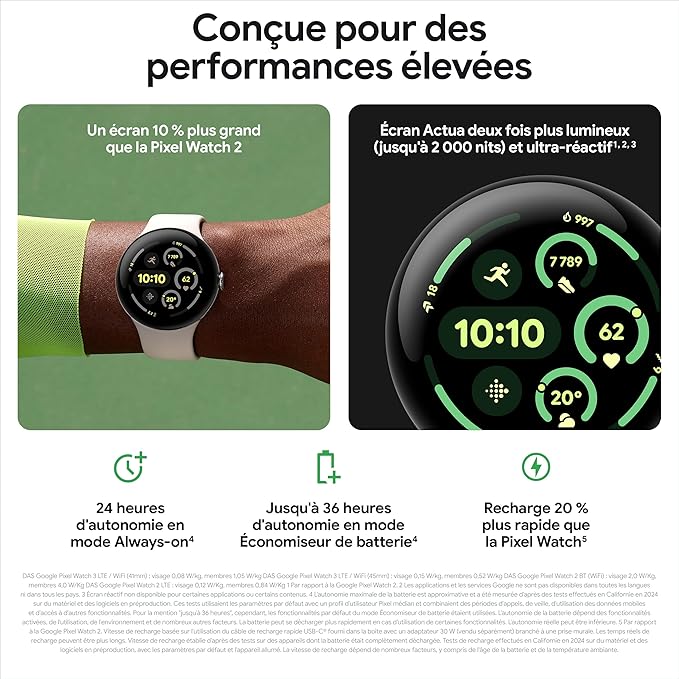 Conçue pour des
performances élevées
Un écran 10 % plus grand
que la Pixel Watch 2
Écran Actua deux fois plus lumineux
(jusqu'à 2 000 nits) et ultra-réactif¹, ², ³
997
7 789
18
10:10
62
20°
997
7 789
18
10:10
62
20°
24 heures
d'autonomie en
mode Always-on⁴
Jusqu'à 36 heures
d'autonomie en mode
Économiseur de batterie⁴
Recharge 20 %
plus rapide que
la Pixel Watch⁵
DAS Google Pixel Watch 3 LTE / WiFi (41mm) : visage 0,08 W/kg, membres 1,05 W/kg DAS Google Pixel Watch 3 LTE / WiFi (45mm) : visage 0,15 W/kg, membres 0,52 W/kg DAS Google Pixel Watch 2 BT (WiFi) : visage 2,0 W/Kg,
membres 4,0 W/Kg DAS Google Pixel Watch 2 LTE : visage 0,12 W/kg, membres 0,84 W/KG 1 Par rapport à la Google Pixel Watch 2. 2 Les applications et les services Google ne sont pas disponibles dans toutes les langues
ni dans tous les pays. 3 Écran réactif non disponible pour certaines applications ou certains contenus. 4 L'autonomie maximale de la batterie est approximative et a été mesurée d'après des tests effectués en Californie en 2024
sur du matériel et des logiciels en préproduction. Ces tests utilisaient les paramètres par défaut avec un profil d'utilisateur Pixel médian et combinaient des périodes d'appels, de veille, d'utilisation des données mobiles
et d'accès à d'autres fonctionnalités. Pour la mention "jusqu'à 36 heures", cependant, les fonctionnalités par défaut du mode Économiseur de batterie étaient utilisées. L'autonomie de la batterie dépend des fonctionnalités
activées, de l'utilisation, de l'environnement et de nombreux autres facteurs. La batterie peut se décharger plus rapidement en cas d'utilisation de certaines fonctionnalités. L'autonomie réelle peut être inférieure. 5 Par rapport
à la Google Pixel Watch 2. Vitesse de recharge basée sur l'utilisation du câble de recharge rapide USB-C® fourni dans la boîte avec un adaptateur 30 W (vendu séparément) branché à une prise murale. Les temps réels de
recharge peuvent être plus longs. Vitesse de recharge établie d'après des tests sur des appareils dont la batterie était complètement déchargée. Tests de recharge effectués en Californie en 2024 sur du matériel et des
logiciels en préproduction, avec les paramètres par défaut et l'appareil allumé. La vitesse de recharge dépend de nombreux facteurs, y compris de l'âge de la batterie et de la température ambiante.